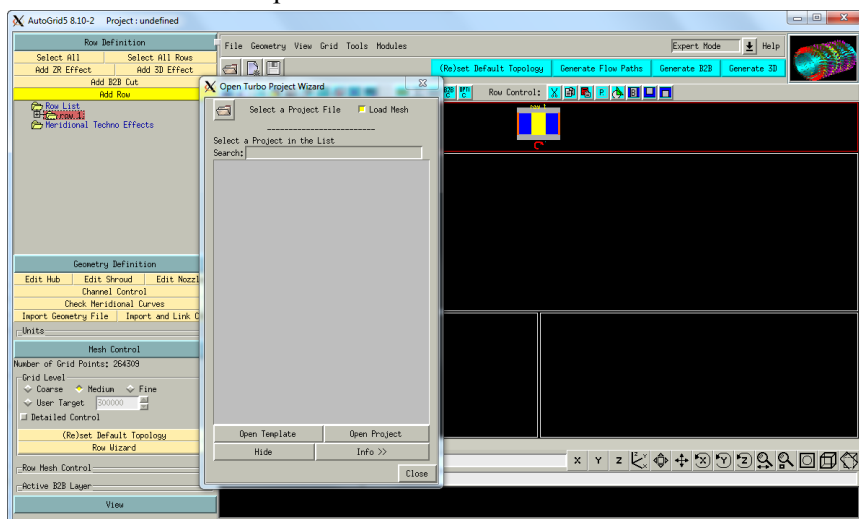 AutoGrid5 8.10-2 Project : undefined
Row Definition
Select All Select All Rows
Add ZR Effect Add 3D Effect
Add B2B Cut
Add Row
Row List
row 1
Meridional Techno Effects
Geometry Definition
Edit Hub Edit Shroud Edit Nozzl
Channel Control
Check Meridional Curves
Import Geometry File Import and Link C
Units
Mesh Control
Number of Grid Points: 264309
Grid Level
Coarse Medium Fine
User Target 300000
Detailed Control
(Re)set Default Topology
Row Wizard
Row Mesh Control
Active B2B Layer
View
File Geometry View Grid Tools Modules
Expert Mode Help
(Re)set Default Topology Generate Flow Paths Generate B2B Generate 3D
Row Control:
row 1
Open Turbo Project Wizard
Select a Project File Load Mesh
Select a Project in the List
Search:
Open Template Open Project
Hide Info >>
Close
X Y Z